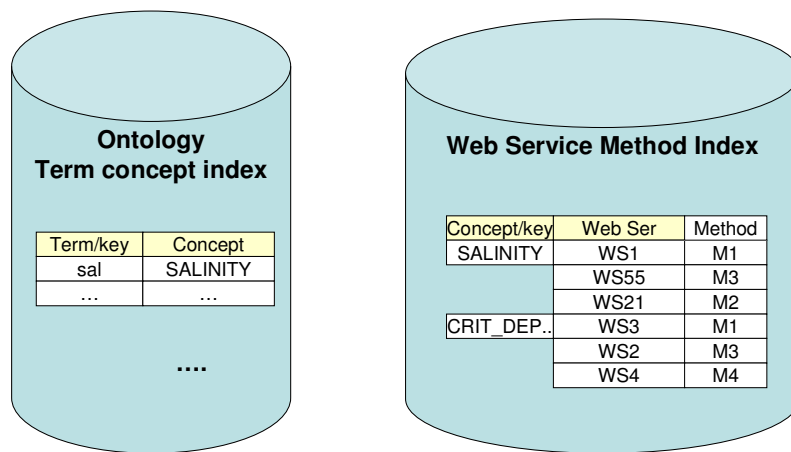 Ontology
Term concept index
Term/key Concept
sal SALINITY
... ...
....
Web Service Method Index
Concept/key Web Ser Method
SALINITY WS1 M1
WS55 M3
WS21 M2
CRIT_DEP.. WS3 M1
WS2 M3
WS4 M4